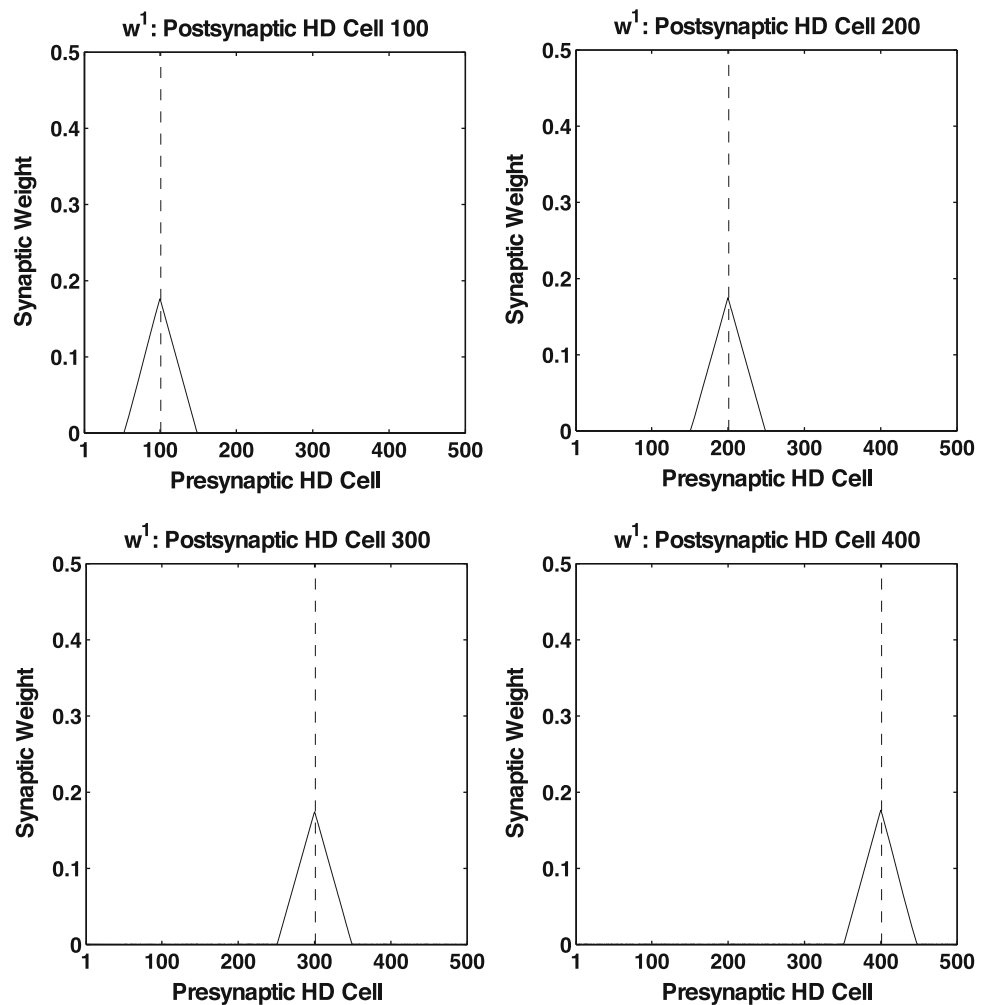 w¹: Postsynaptic HD Cell 100
0.5
0.4
0.3
0.2
0.1
0
Synaptic Weight
1 100 200 300 400 500
Presynaptic HD Cell
w¹: Postsynaptic HD Cell 200
0.5
0.4
0.3
0.2
0.1
0
Synaptic Weight
1 100 200 300 400 500
Presynaptic HD Cell
w¹: Postsynaptic HD Cell 300
0.5
0.4
0.3
0.2
0.1
0
Synaptic Weight
1 100 200 300 400 500
Presynaptic HD Cell
w¹: Postsynaptic HD Cell 400
0.5
0.4
0.3
0.2
0.1
0
Synaptic Weight
1 100 200 300 400 500
Presynaptic HD Cell